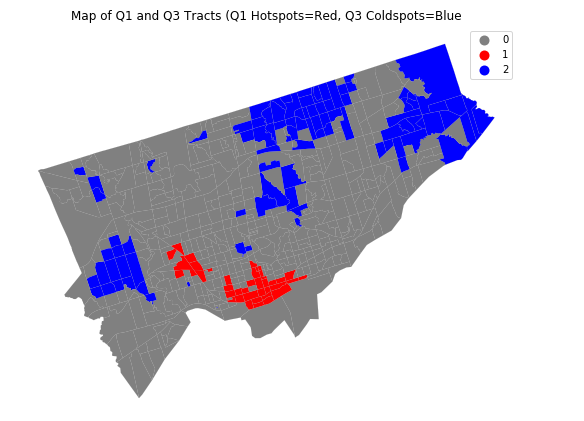 Map of Q1 and Q3 Tracts (Q1 Hotspots=Red, Q3 Coldspots=Blue
0
1
2